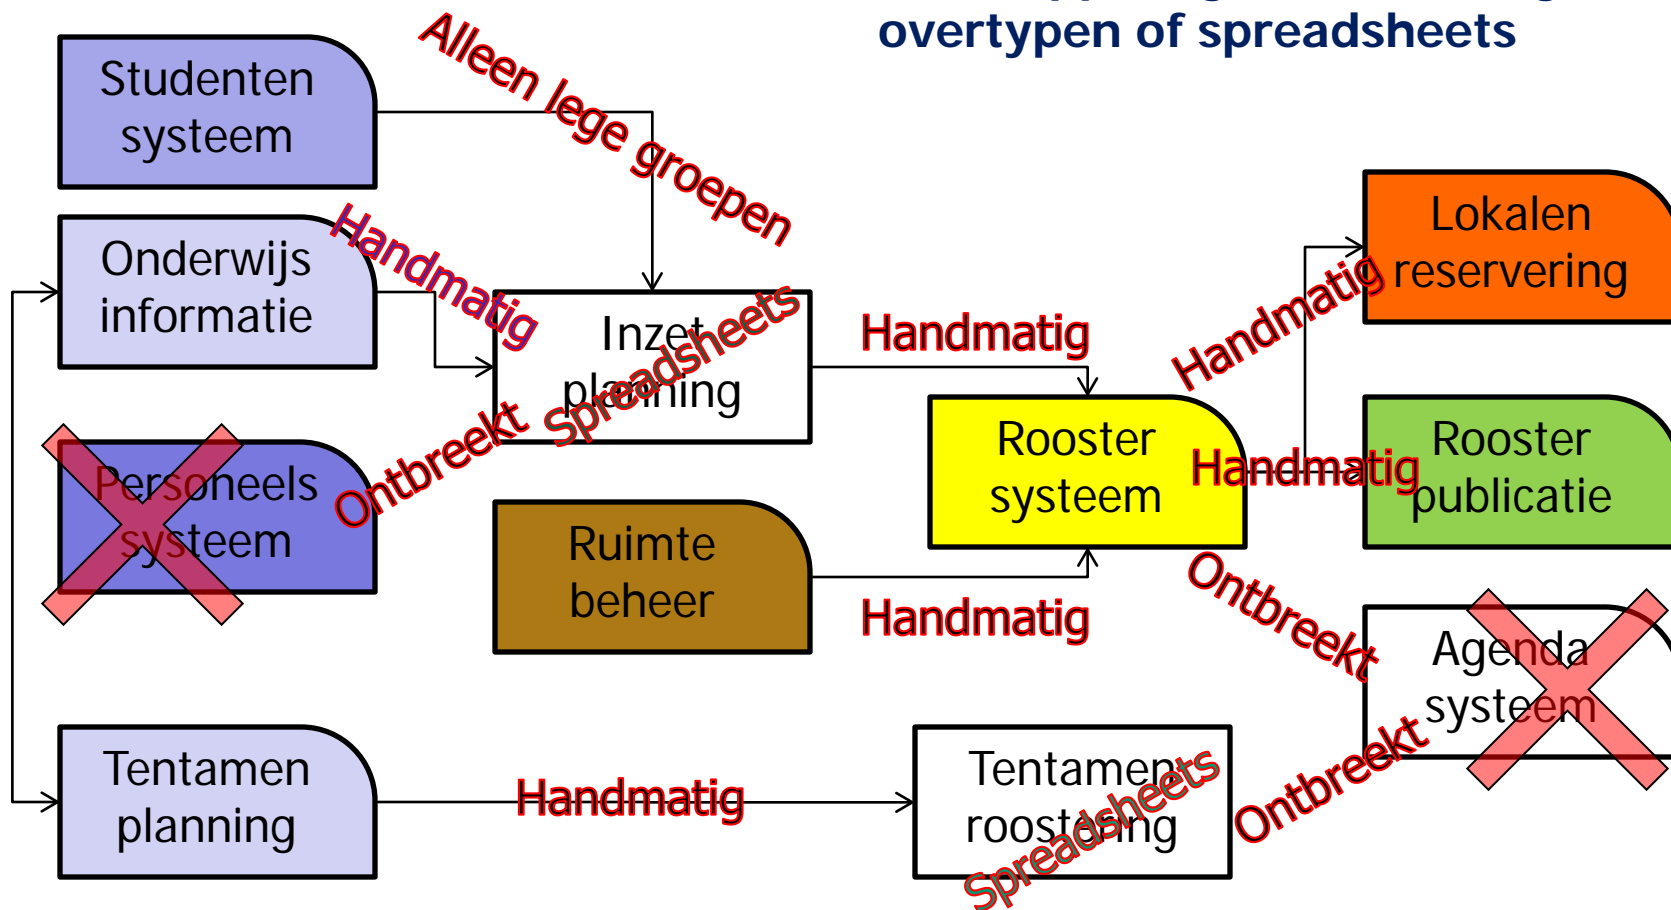 overtypen of spreadsheets
Studenten
systeem
Alleen lege groepen
Onderwijs
informatie
Handmatig
Inzet
planning
Spreadsheets
Handmatig
Handmatig
Lokalen
reservering
Personeels
systeem
Ontbreekt
Ruimte
beheer
Handmatig
Rooster
systeem
Handmatig
Rooster
publicatie
Ontbreekt
Agenda
systeem
Tentamen
planning
Handmatig
Tentamen
roostering
Spreadsheets
Ontbreekt